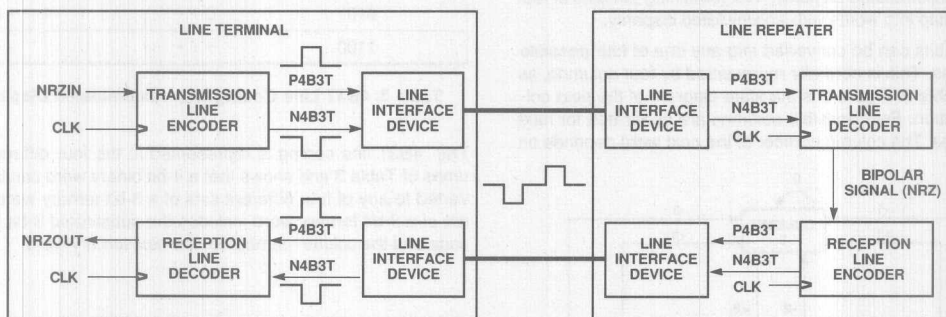 LINE TERMINAL
NRZIN
CLK
TRANSMISSION
LINE
ENCODER
P4B3T
N4B3T
LINE
INTERFACE
DEVICE
NRZOUT
CLK
RECEPTION
LINE
DECODER
P4B3T
N4B3T
LINE
INTERFACE
DEVICE
LINE REPEATER
LINE
INTERFACE
DEVICE
P4B3T
N4B3T
CLK
TRANSMISSION
LINE
DECODER
BIPOLAR
SIGNAL (NRZ)
LINE
INTERFACE
DEVICE
P4B3T
N4B3T
CLK
RECEPTION
LINE
ENCODER